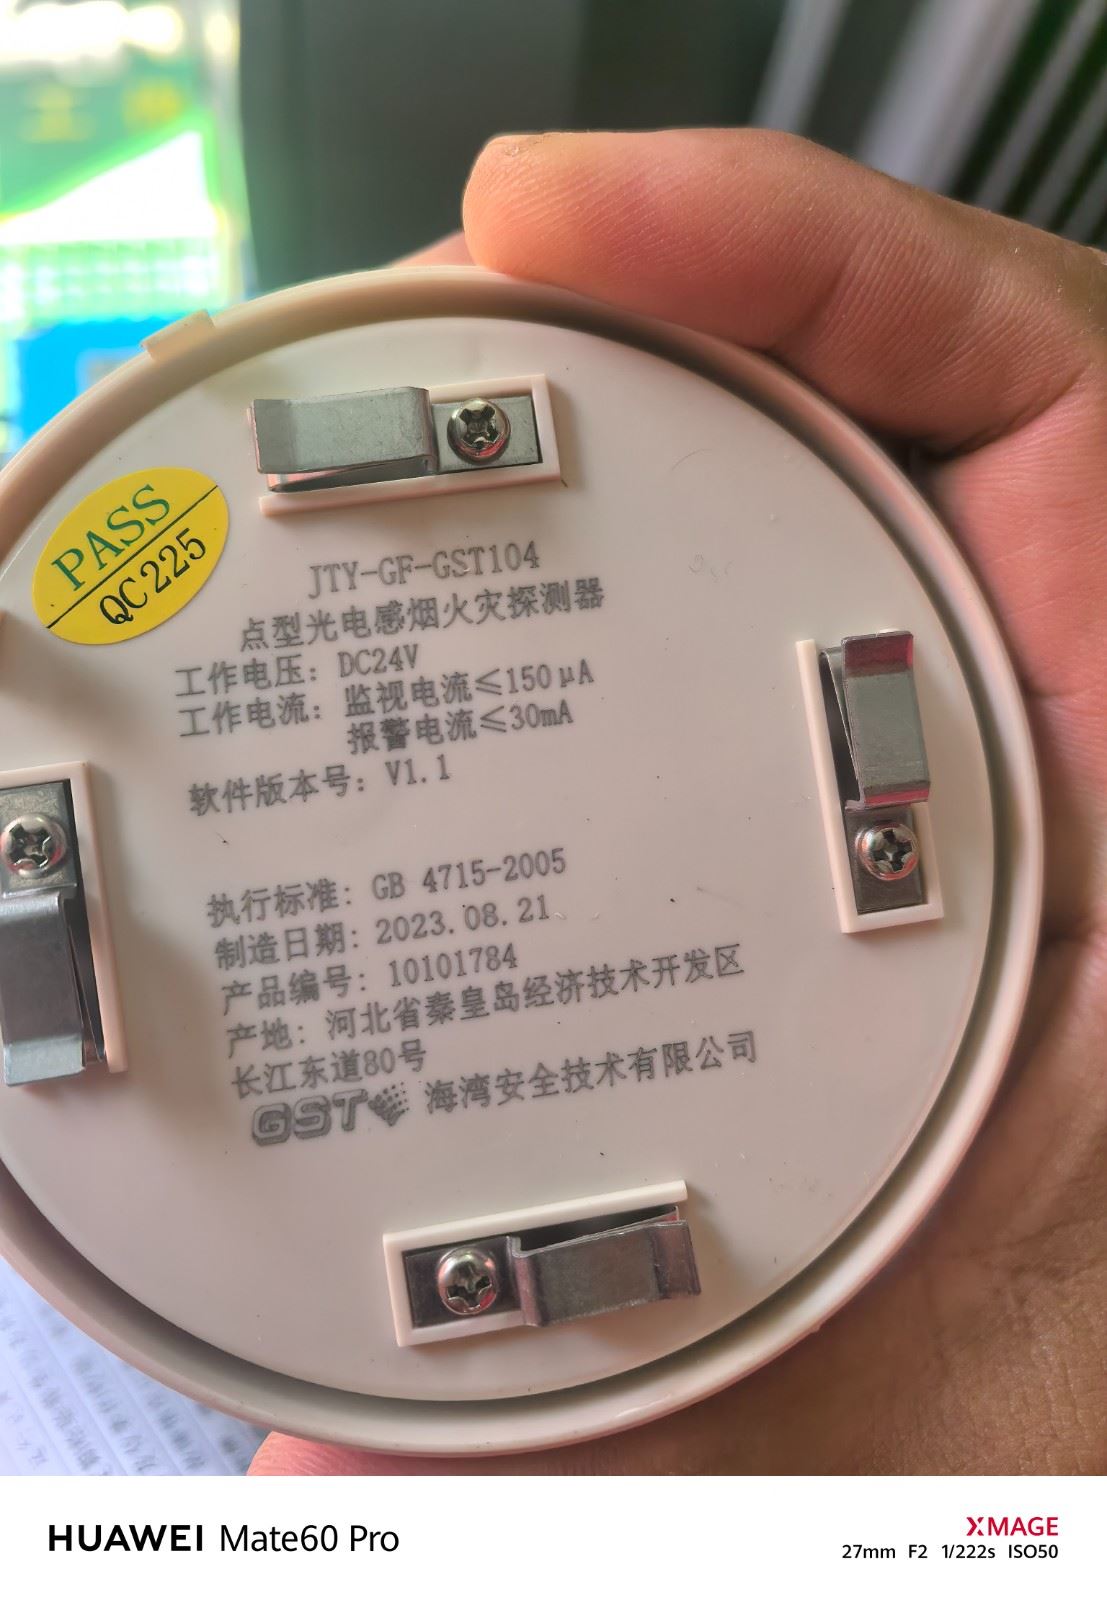 PASS
QC225
JTY-GF-GST104
点型光电感烟火灾探测器
工作电压: DC24V
工作电流: 监视电流≤150μA
报警电流≤30mA
软件版本号: V1.1
执行标准: GB 4715-2005
制造日期: 2023.08.21
产品编号: 10101784
产地: 河北省秦皇岛经济技术开发区
长江东道80号
GST 海湾安全技术有限公司
HUAWEI Mate60 Pro
XMAGE
27mm F2 1/222s ISO50